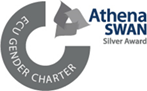 ECU GENDER CHARTER
Athena
SWAN
Silver Award